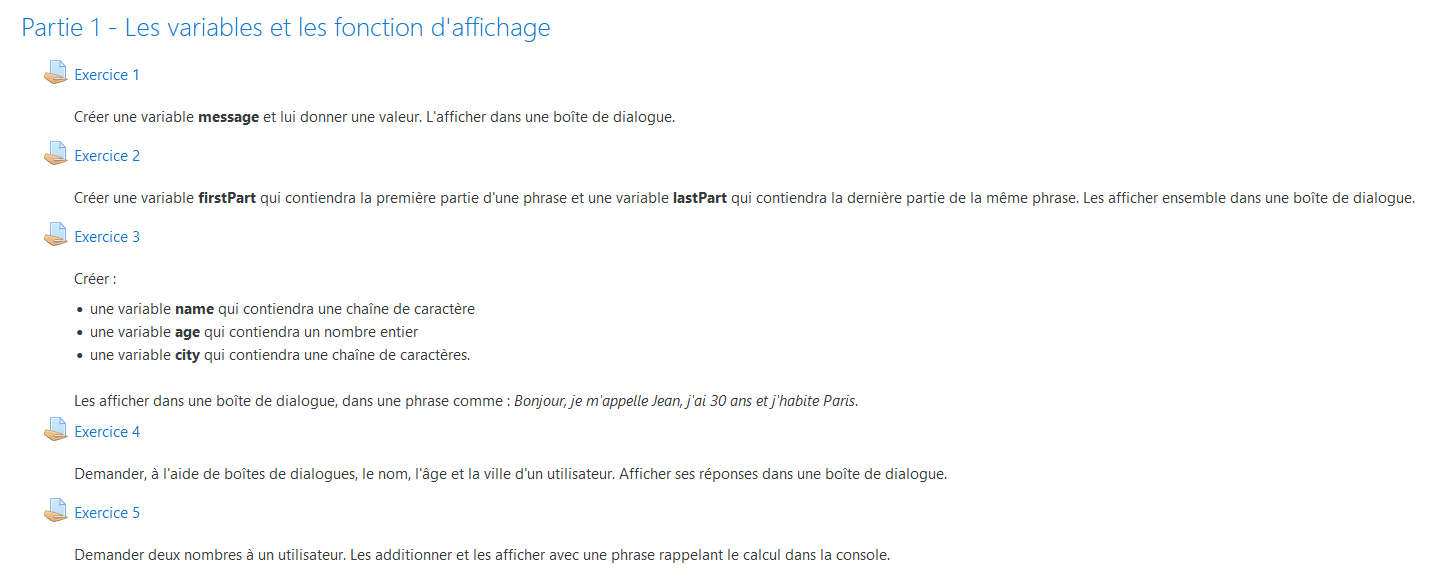 Partie 1 - Les variables et les fonction d'affichage
Exercice 1
Créer une variable message et lui donner une valeur. L'afficher dans une boîte de dialogue.
Exercice 2
Créer une variable firstPart qui contiendra la première partie d'une phrase et une variable lastPart qui contiendra la dernière partie de la même phrase. Les afficher ensemble dans une boîte de dialogue.
Exercice 3
Créer :
• une variable name qui contiendra une chaîne de caractère
• une variable age qui contiendra un nombre entier
• une variable city qui contiendra une chaîne de caractères.
Les afficher dans une boîte de dialogue, dans une phrase comme : Bonjour, je m'appelle Jean, j'ai 30 ans et j'habite Paris.
Exercice 4
Demander, à l'aide de boîtes de dialogues, le nom, l'âge et la ville d'un utilisateur. Afficher ses réponses dans une boîte de dialogue.
Exercice 5
Demander deux nombres à un utilisateur. Les additionner et les afficher avec une phrase rappelant le calcul dans la console.